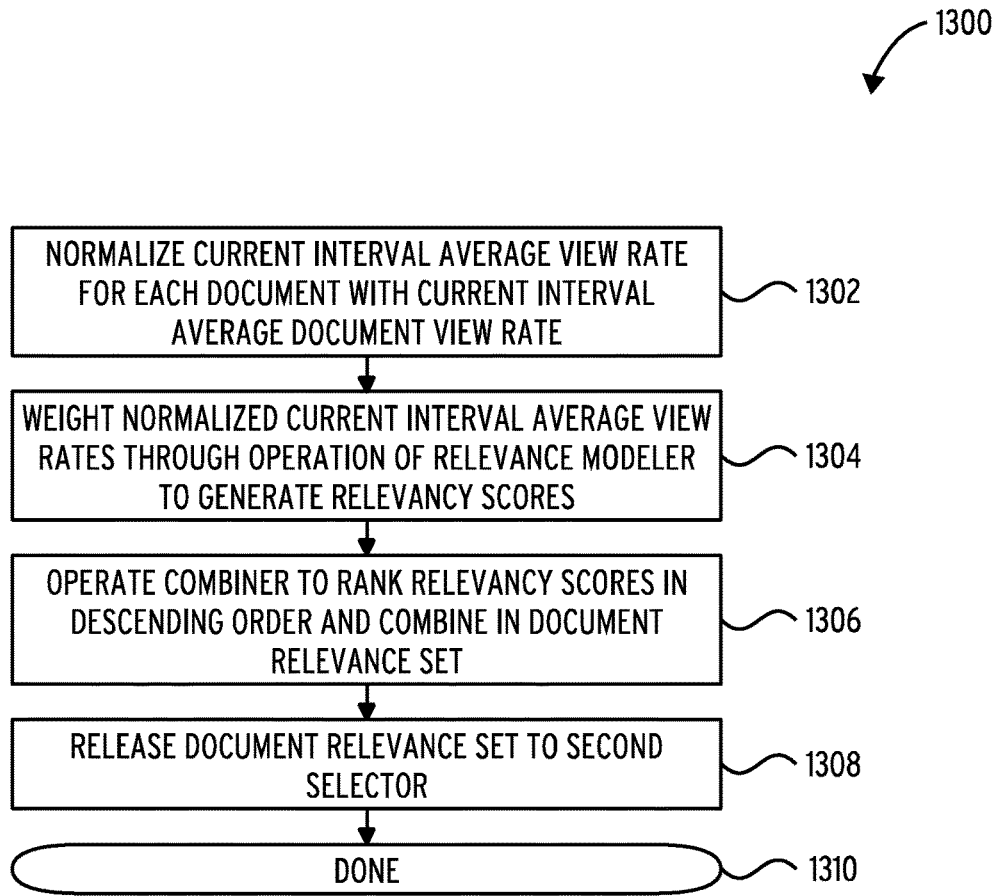 1300
NORMALIZE CURRENT INTERVAL AVERAGE VIEW RATE
FOR EACH DOCUMENT WITH CURRENT INTERVAL
AVERAGE DOCUMENT VIEW RATE
1302
WEIGHT NORMALIZED CURRENT INTERVAL AVERAGE VIEW
RATES THROUGH OPERATION OF RELEVANCE MODELER
TO GENERATE RELEVANCY SCORES
1304
OPERATE COMBINER TO RANK RELEVANCY SCORES IN
DESCENDING ORDER AND COMBINE IN DOCUMENT
RELEVANCE SET
1306
RELEASE DOCUMENT RELEVANCE SET TO SECOND
SELECTOR
1308
DONE
1310